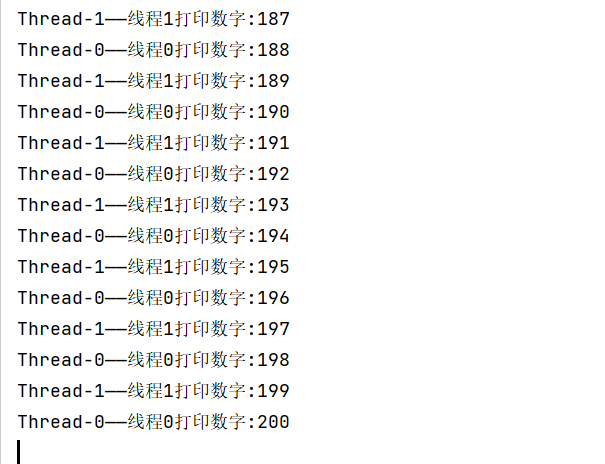 Thread-1——线程1打印数字:187
Thread-0——线程0打印数字:188
Thread-1——线程1打印数字:189
Thread-0——线程0打印数字:190
Thread-1——线程1打印数字:191
Thread-0——线程0打印数字:192
Thread-1——线程1打印数字:193
Thread-0——线程0打印数字:194
Thread-1——线程1打印数字:195
Thread-0——线程0打印数字:196
Thread-1——线程1打印数字:197
Thread-0——线程0打印数字:198
Thread-1——线程1打印数字:199
Thread-0——线程0打印数字:200